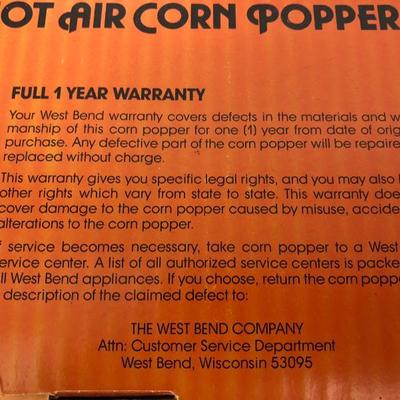 OT AIR CORN POPPER
FULL 1 YEAR WARRANTY
Your West Bend warranty covers defects in the materials and w
manship of this corn popper for one (1) year from date of orig
purchase. Any defective part of the corn popper will be repaire
replaced without charge.
This warranty gives you specific legal rights, and you may also
other rights which vary from state to state. This warranty doe
cover damage to the corn popper caused by misuse, accide
alterations to the corn popper.
f service becomes necessary, take corn popper to a West
ervice center. A list of all authorized service centers is packe
ll West Bend appliances. If you choose, return the corn poppe
description of the claimed defect to:
THE WEST BEND COMPANY
Attn: Customer Service Department
West Bend, Wisconsin 53095